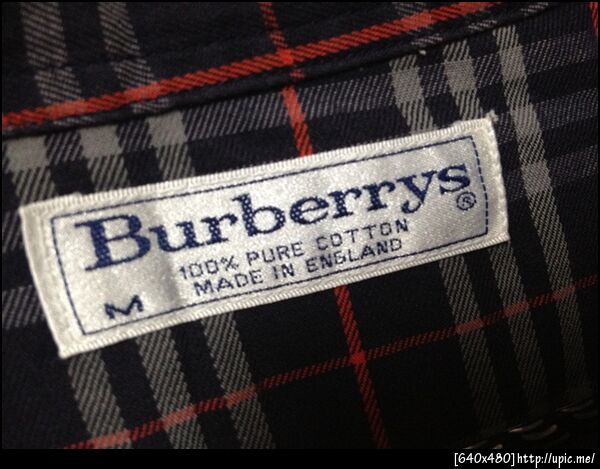 Burberrys®
100% PURE COTTON
M MADE IN ENGLAND
[640x480]http://upic.me/